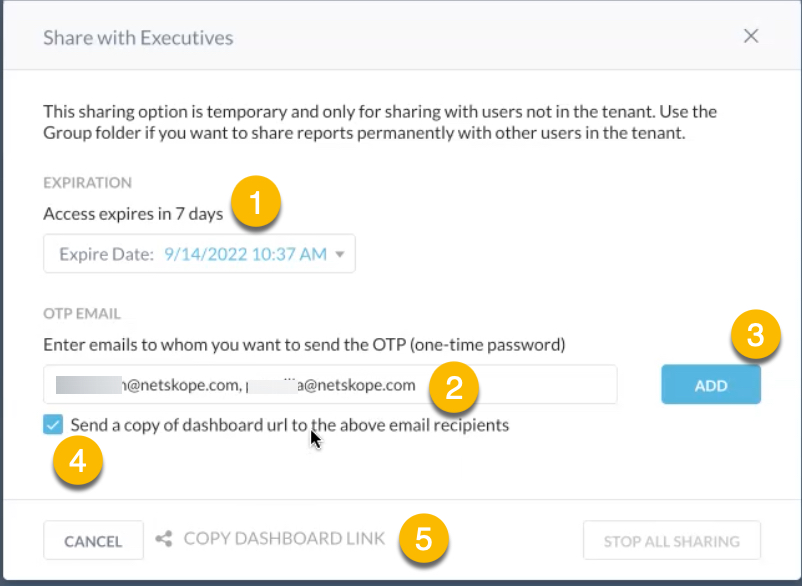 Share with Executives
This sharing option is temporary and only for sharing with users not in the tenant. Use the
Group folder if you want to share reports permanently with other users in the tenant.
EXPIRATION
1
Access expires in 7 days
Expire Date: 9/14/2022 10:37 AM
OTP EMAIL
3
Enter emails to whom you want to send the OTP (one-time password)
@netskope.com, a@netskope.com
2
ADD
Send a copy of dashboard url to the above email recipients
4
CANCEL
COPY DASHBOARD LINK
5
STOP ALL SHARING